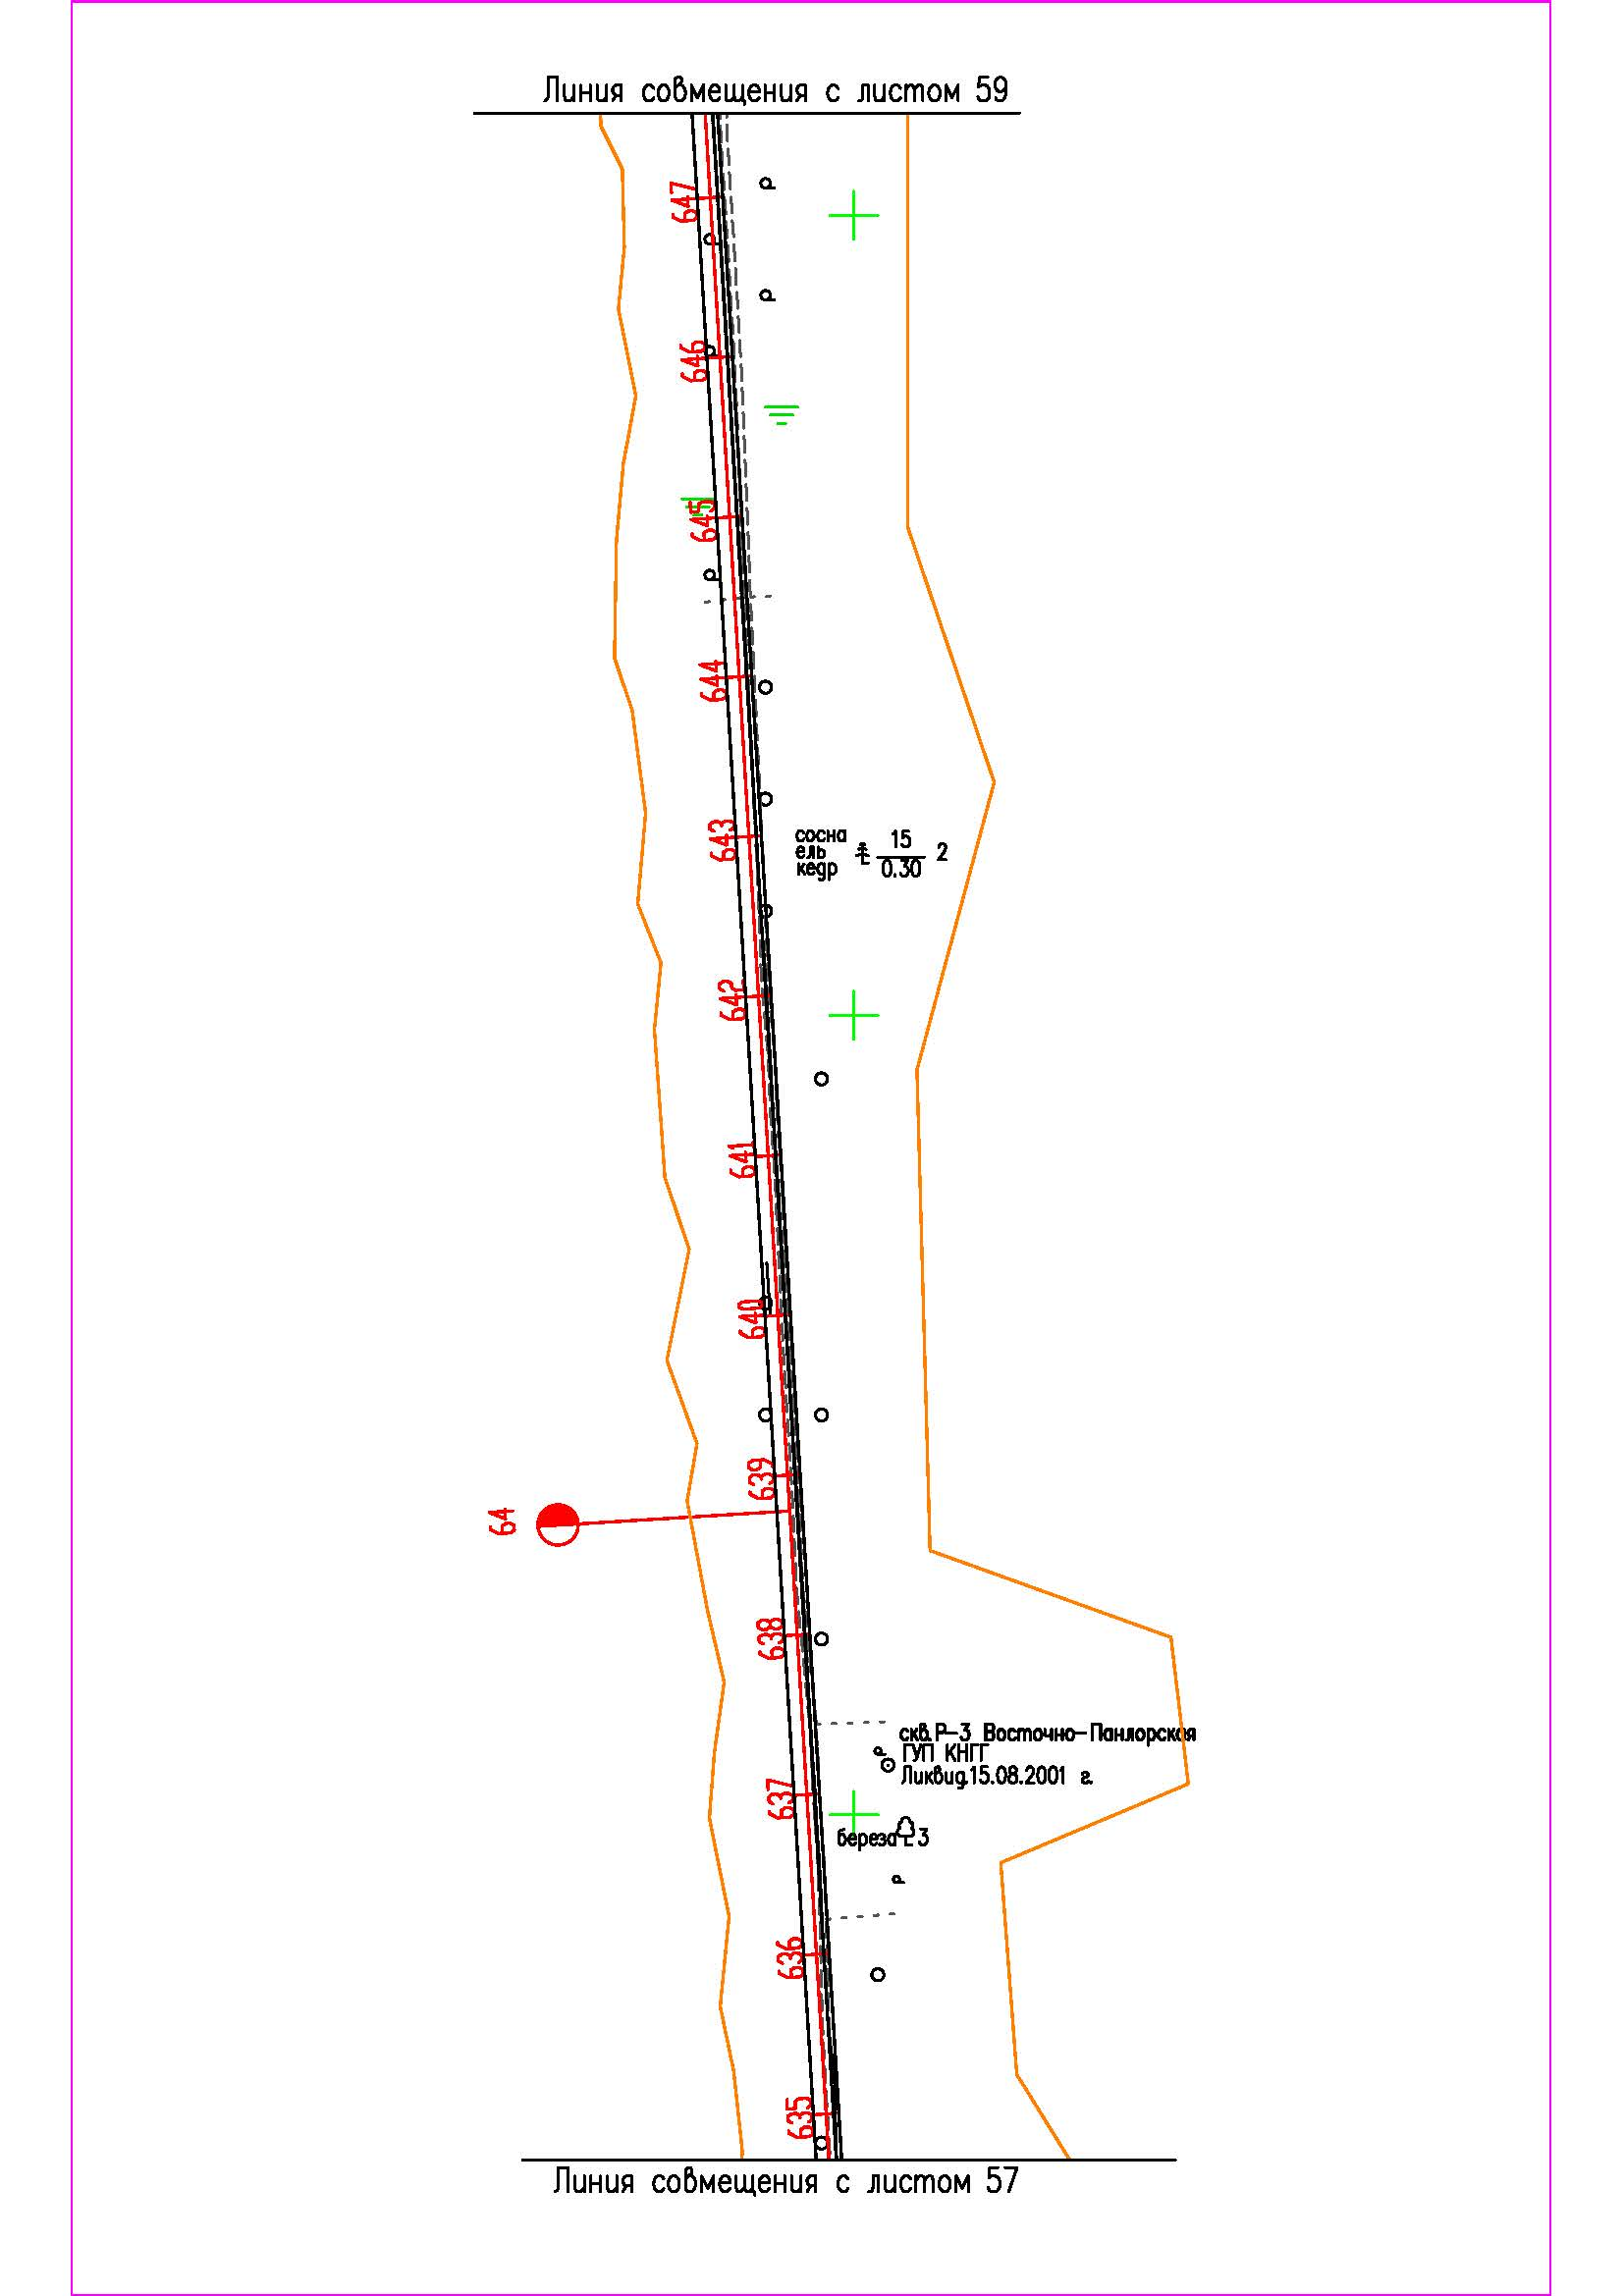 Линия совмещения с листом 59
647
646
645
644
643
сосна
ель
кедр
15
0.30
2
642
641
640
639
64
638
скв.Р-3 Восточно-Панлорская
ГУП КНГГ
Ликвид.15.08.2001 г.
637
береза 3
636
635
Линия совмещения с листом 57